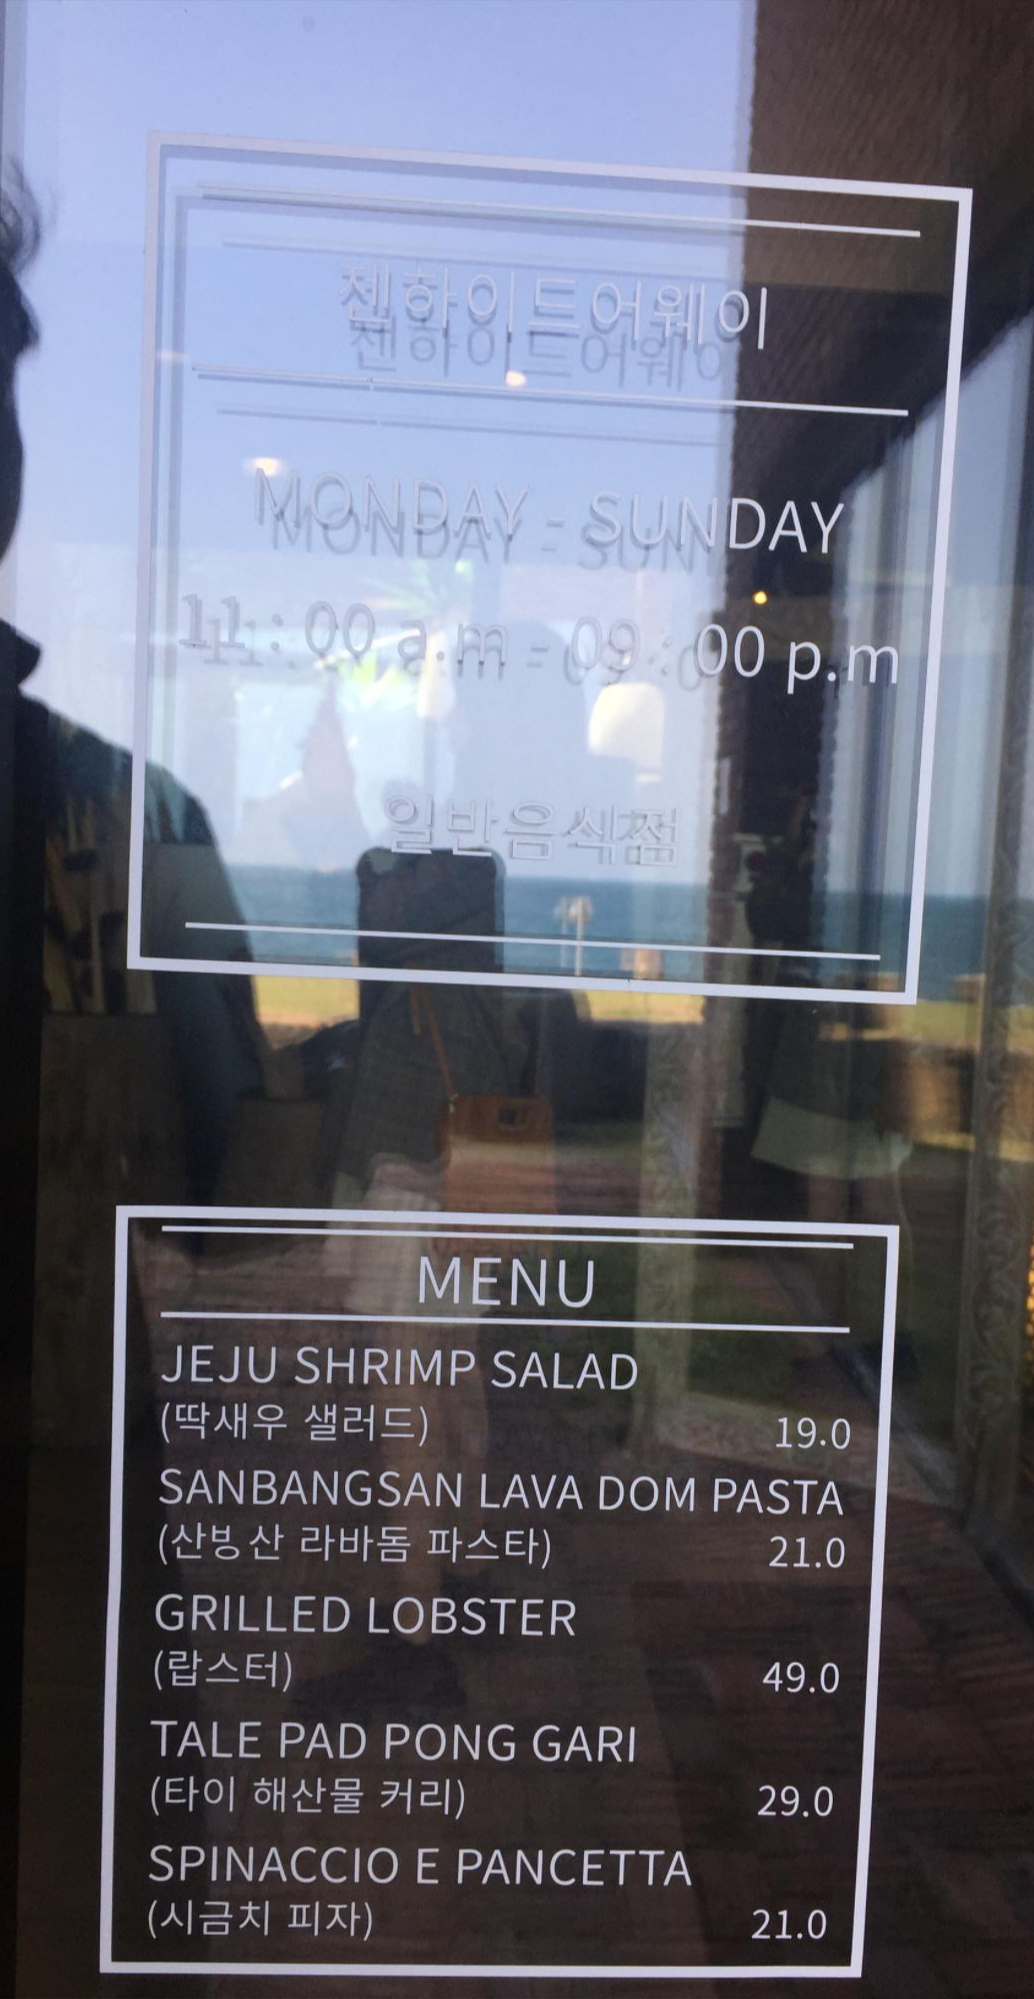 첸하이드어웨이
MONDAY - SUNDAY
11 : 00 a.m - 09 : 00 p.m
일반음식점
MENU
JEJU SHRIMP SALAD
(딱새우 샐러드) 19.0
SANBANGSAN LAVA DOM PASTA
(산빙산 라바돔 파스타) 21.0
GRILLED LOBSTER
(랍스터) 49.0
TALE PAD PONG GARI
(타이 해산물 커리) 29.0
SPINACCIO E PANCETTA
(시금치 피자) 21.0